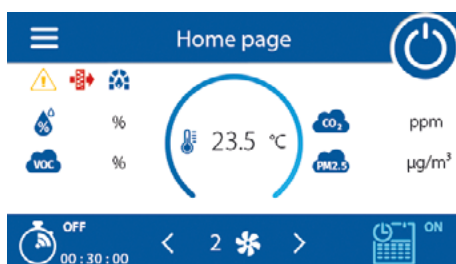 Home page
%
%
CO₂
ppm
VOC
%
23.5 °C
PM2.5
µg/m³
OFF
00:30:00
< 2 >
ON